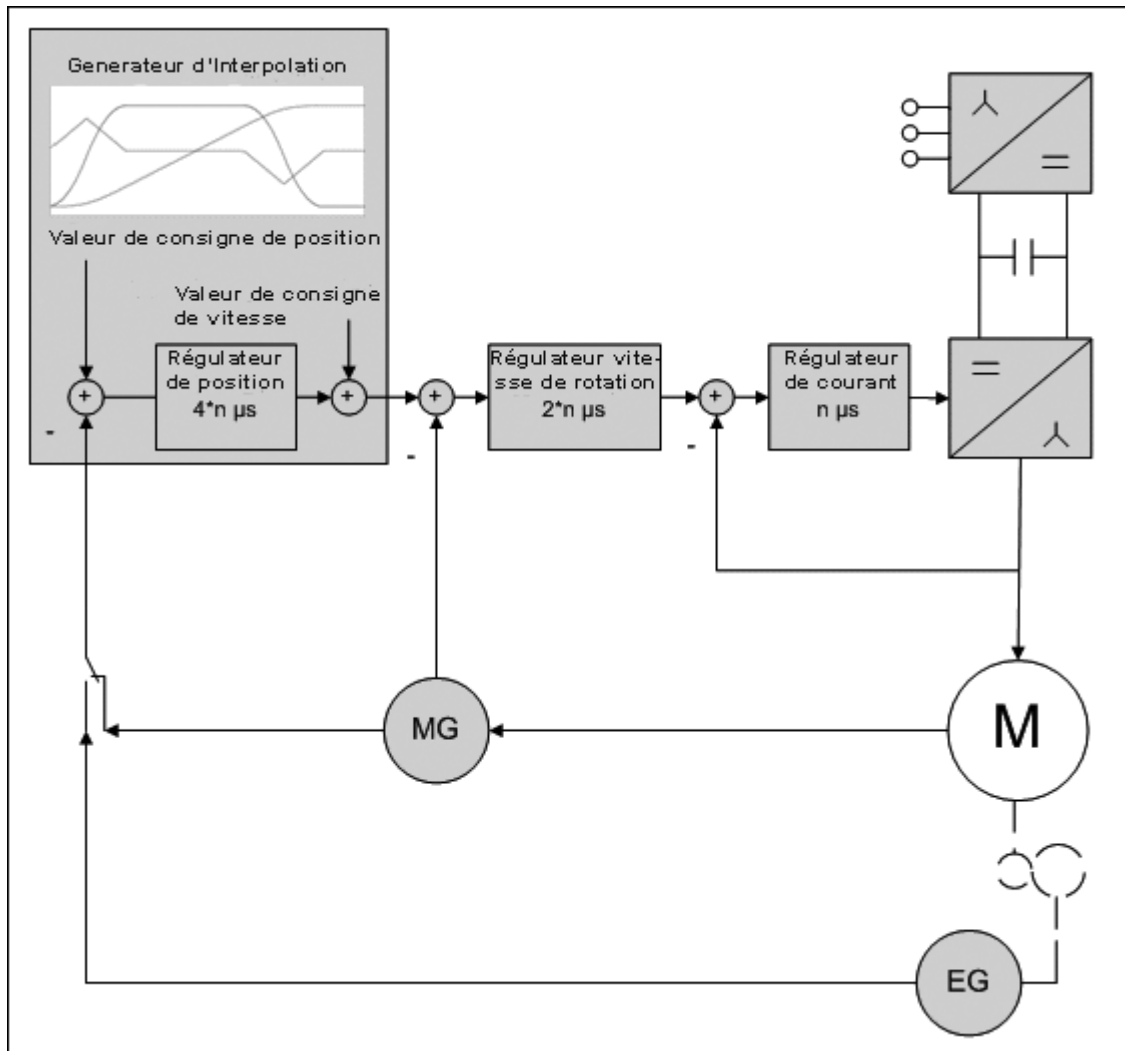 Generateur d'Interpolation
Valeur de consigne de position
Valeur de consigne
de vitesse
Régulateur
de position
4*n µs
Régulateur vite-
sse de rotation
2*n µs
Régulateur
de courant
n µs
+
+
+
+
-
-
-
MG
M
EG